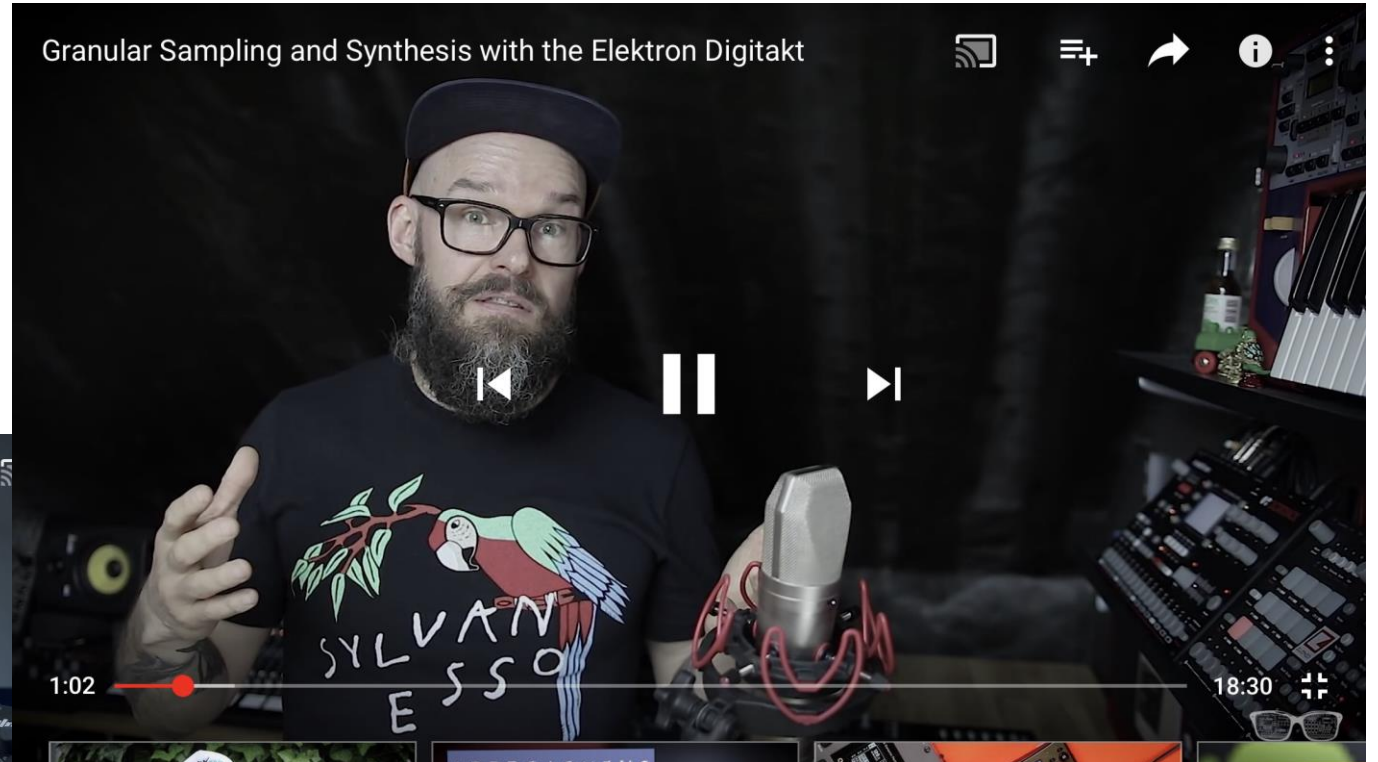 Granular Sampling and Synthesis with the Elektron Digitakt
SYLVAN
ESSO
1:02
18:30